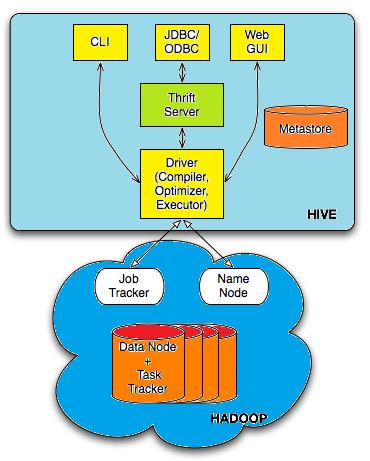 CLI
JDBC/
ODBC
Web
GUI
Thrift
Server
Metastore
Driver
(Compiler,
Optimizer,
Executor)
HIVE
Job
Tracker
Name
Node
Data Node
+
Task
Tracker
HADOOP